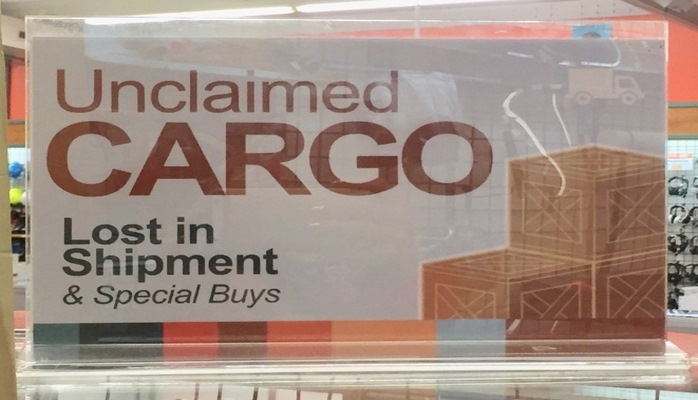 Unclaimed
CARGO
Lost in
Shipment
& Special Buys